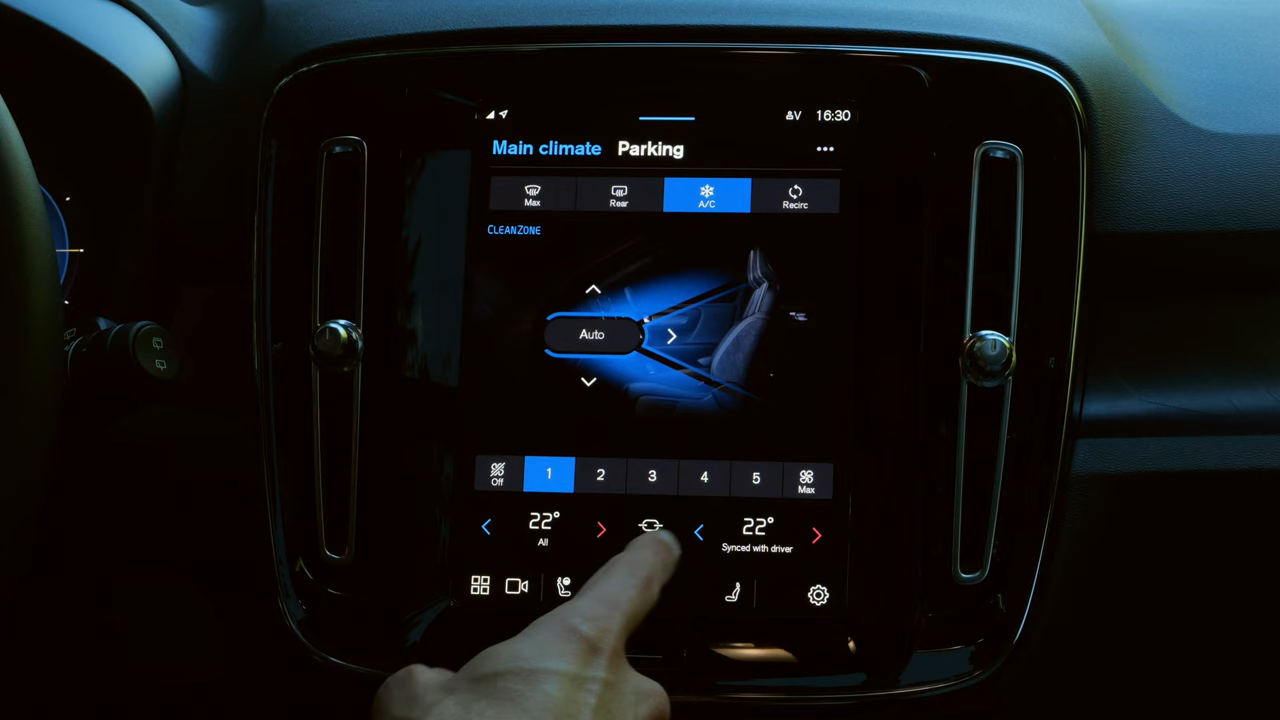 V 16:30
Main climate Parking
Max Rear A/C Recirc
CLEANZONE
Auto
Off 1 2 3 4 5 Max
22° 22°
All Synced with driver